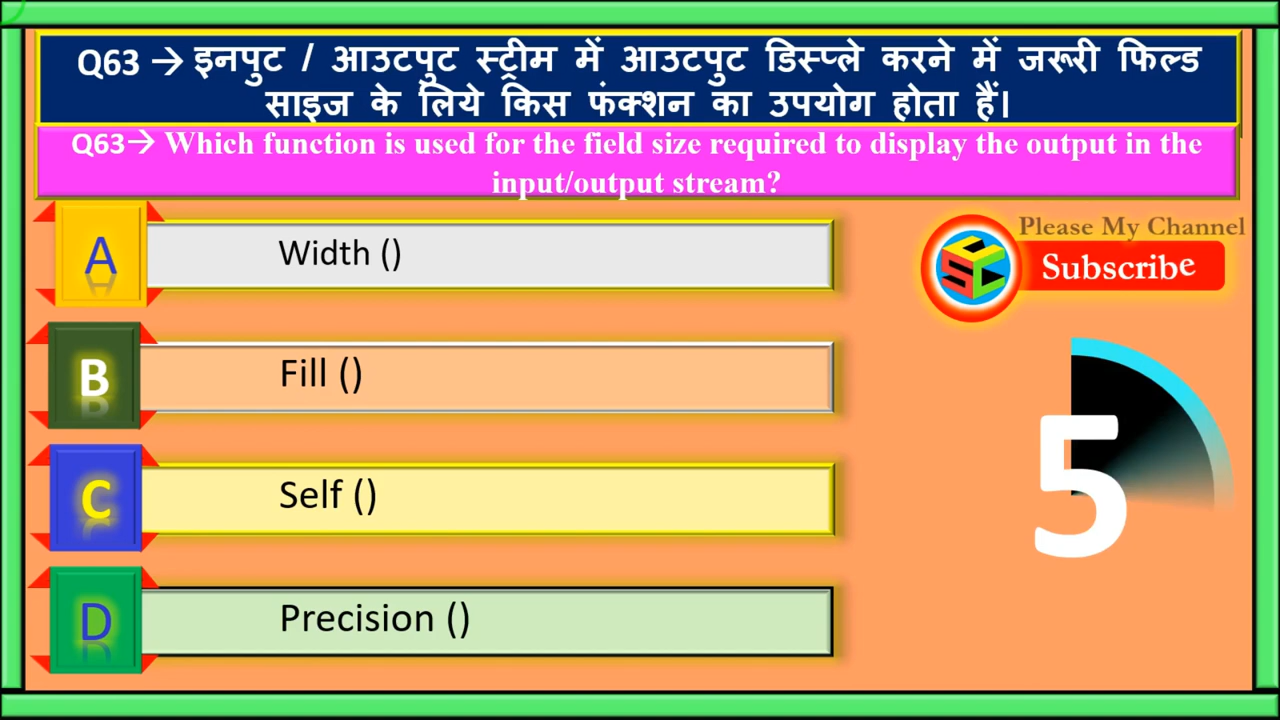 Q63 → इनपुट / आउटपुट स्ट्रीम में आउटपुट डिस्प्ले करने में जरूरी फिल्ड
साइज के लिये किस फंक्शन का उपयोग होता हैं।
Q63→ Which function is used for the field size required to display the output in the
input/output stream?
A Width ()
B Fill ()
C Self ()
D Precision ()
Please My Channel
Subscribe
5